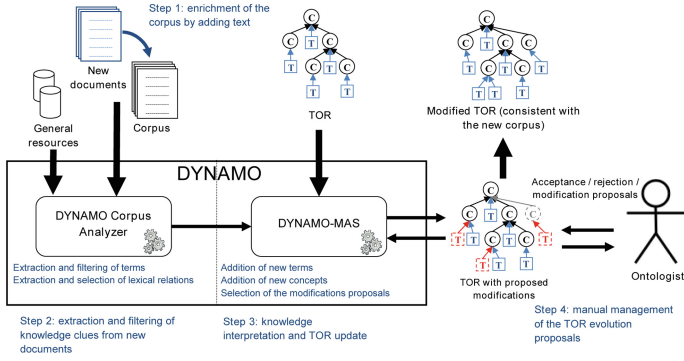 Step 1: enrichment of the
corpus by adding text
New
documents
Corpus
General
resources
C
C
T
C
T
C
C
T
T
T
TOR
C
C
T
C
C
T
C
C
T
T
T
T
Modified TOR (consistent with
the new corpus)
DYNAMO
DYNAMO Corpus
Analyzer
DYNAMO-MAS
Extraction and filtering of terms
Extraction and selection of lexical relations
Addition of new terms
Addition of new concepts
Selection of the modifications proposals
C
C
T
C
C
T
T
C
C
T
T
T
T
TOR with proposed
modifications
Acceptance / rejection /
modification proposals
Ontologist
Step 2: extraction and filtering of
knowledge clues from new
documents
Step 3: knowledge
interpretation and TOR update
Step 4: manual management
of the TOR evolution
proposals